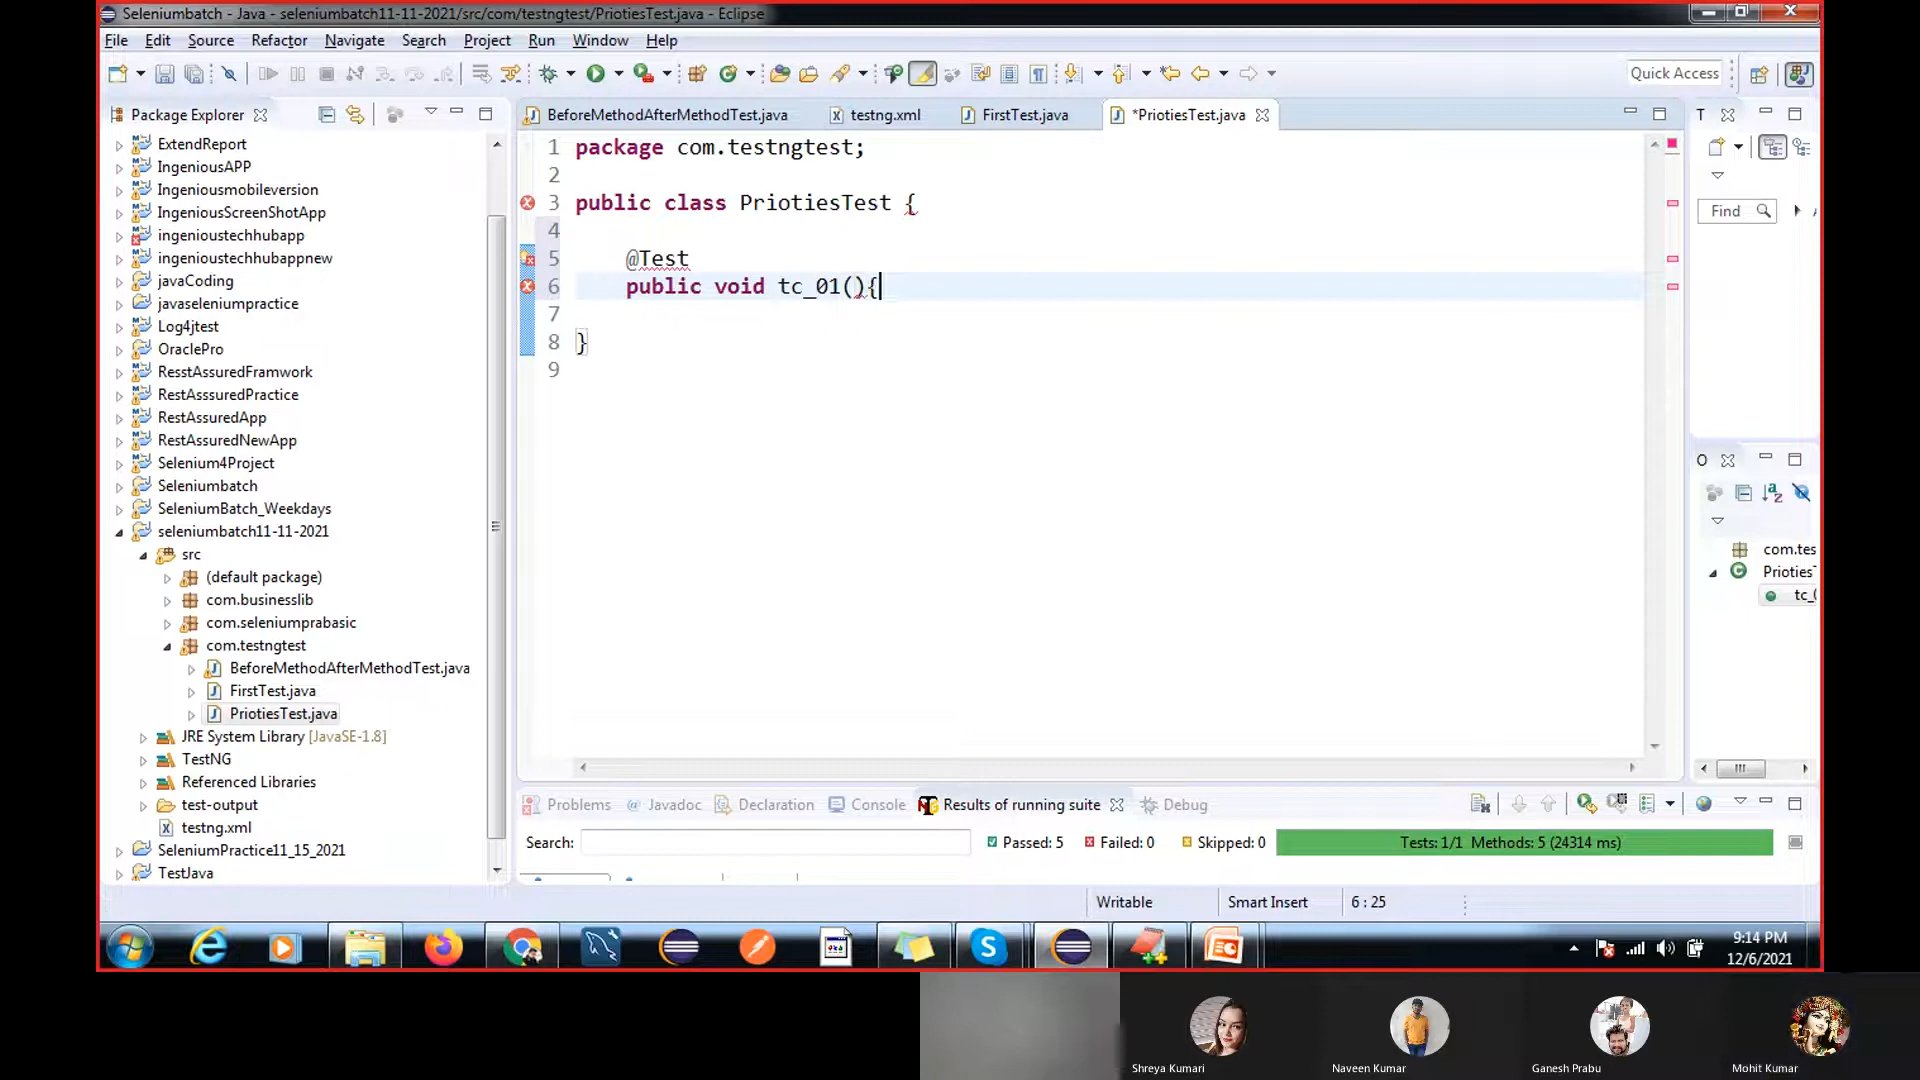 Seleniumbatch - Java - seleniumbatch11-11-2021/src/com/testngtest/PriotiesTest.java - Eclipse
File Edit Source Refactor Navigate Search Project Run Window Help
Quick Access
Package Explorer
BeforeMethodAfterMethodTest.java testng.xml FirstTest.java *PriotiesTest.java
T
ExtendReport
IngeniousAPP
Ingeniousmobileversion
IngeniousScreenShotApp
ingenioustechhubapp
ingenioustechhubappnew
javaCoding
javaseleniumpractice
Log4jtest
OraclePro
ResstAssuredFramwork
RestAsssuredPractice
RestAssuredApp
RestAssuredNewApp
Selenium4Project
Seleniumbatch
SeleniumBatch_Weekdays
seleniumbatch11-11-2021
src
(default package)
com.businesslib
com.seleniumprabasic
com.testngtest
BeforeMethodAfterMethodTest.java
FirstTest.java
PriotiesTest.java
JRE System Library [JavaSE-1.8]
TestNG
Referenced Libraries
test-output
testng.xml
SeleniumPractice11_15_2021
TestJava
1 package com.testngtest;
2
3 public class PriotiesTest {
4
5 @Test
6 public void tc_01(){
7
8 }
9
Find
O
com.tes
Prioties
tc_
Problems @ Javadoc Declaration Console Results of running suite Debug
Search: Passed: 5 Failed: 0 Skipped: 0 Tests: 1/1 Methods: 5 (24314 ms)
Writable Smart Insert 6 : 25
9:14 PM
12/6/2021
Shreya Kumari Naveen Kumar Ganesh Prabu Mohit Kumar